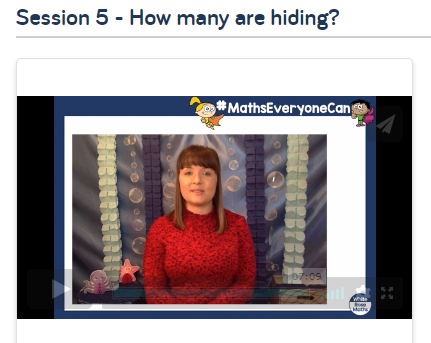 Session 5 - How many are hiding?
#MathsEveryoneCan
07:05
White
Rose
Maths